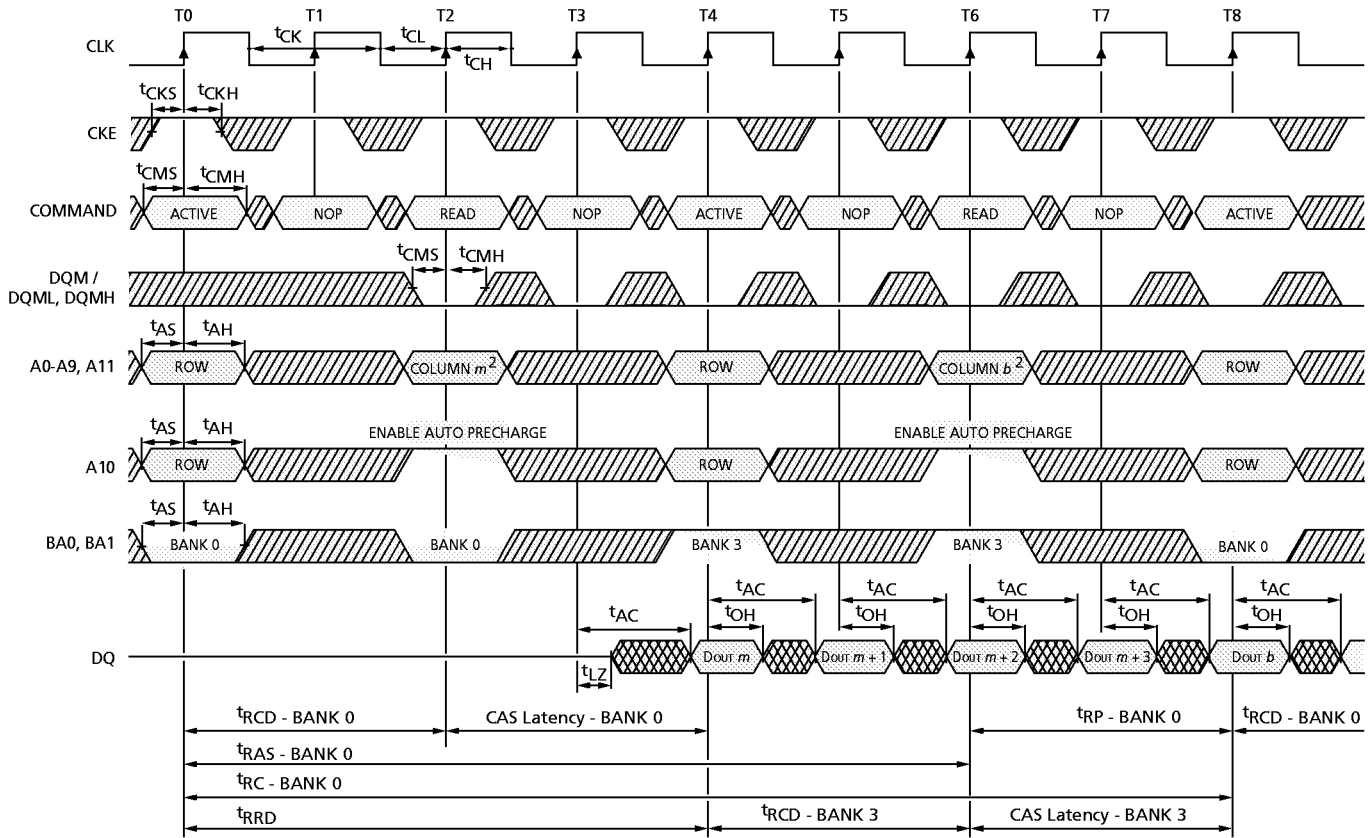 T0 T1 T2 T3 T4 T5 T6 T7 T8
CLK
tCK tCL
tCH
tCKS tCKH
CKE
tCMS tCMH
COMMAND ACTIVE NOP READ NOP ACTIVE NOP READ NOP ACTIVE
tCMS tCMH
DQM /
DQML, DQMH
tAS tAH
A0-A9, A11 ROW COLUMN m2 ROW COLUMN b2 ROW
ENABLE AUTO PRECHARGE ENABLE AUTO PRECHARGE
tAS tAH
A10 ROW ROW ROW
tAS tAH
BA0, BA1 BANK 0 BANK 0 BANK 3 BANK 3 BANK 0
tAC tAC tAC tAC tAC
tAC tOH tOH tOH tOH tOH
DQ DOUT m DOUT m + 1 DOUT m + 2 DOUT m + 3 DOUT b
tLZ
tRCD - BANK 0 CAS Latency - BANK 0 tRP - BANK 0 tRCD - BANK 0
tRAS - BANK 0
tRC - BANK 0
tRRD tRCD - BANK 3 CAS Latency - BANK 3